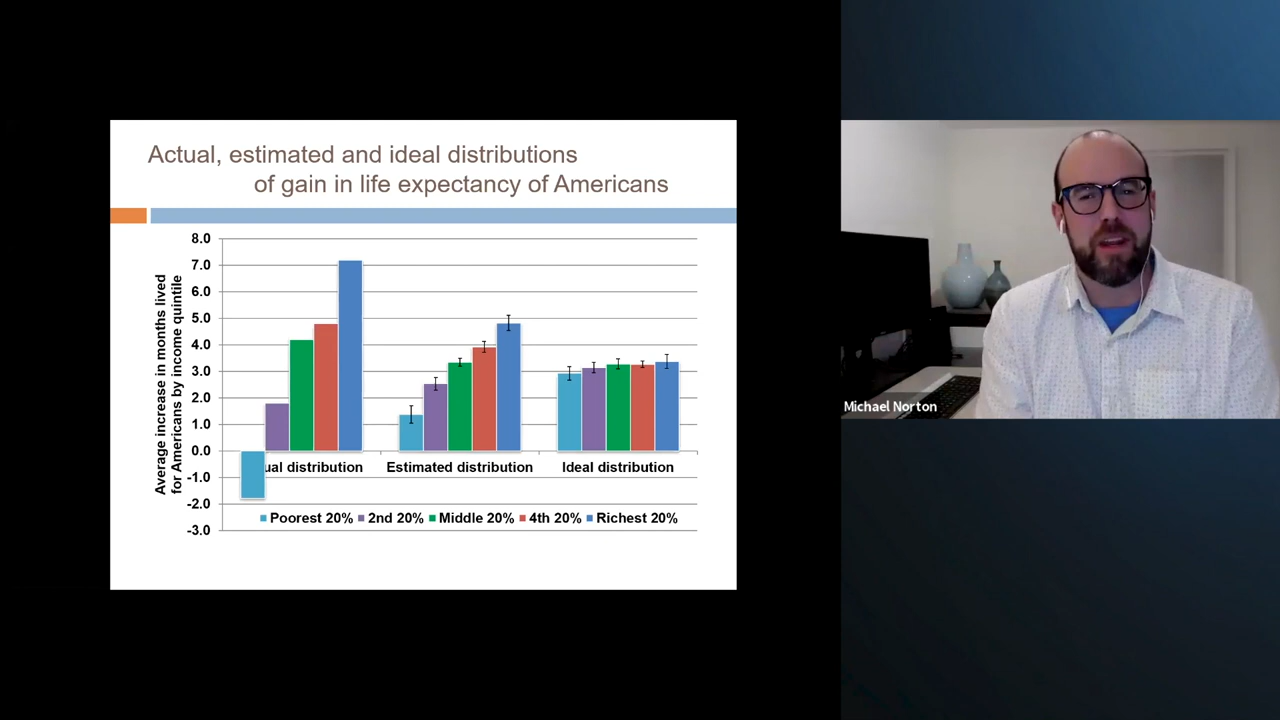 Actual, estimated and ideal distributions
of gain in life expectancy of Americans
8.0
7.0
6.0
5.0
4.0
3.0
2.0
1.0
0.0
-1.0
-2.0
-3.0
Average increase in months lived
for Americans by income quintile
ual distribution
Estimated distribution
Ideal distribution
Poorest 20% 2nd 20% Middle 20% 4th 20% Richest 20%
Michael Norton